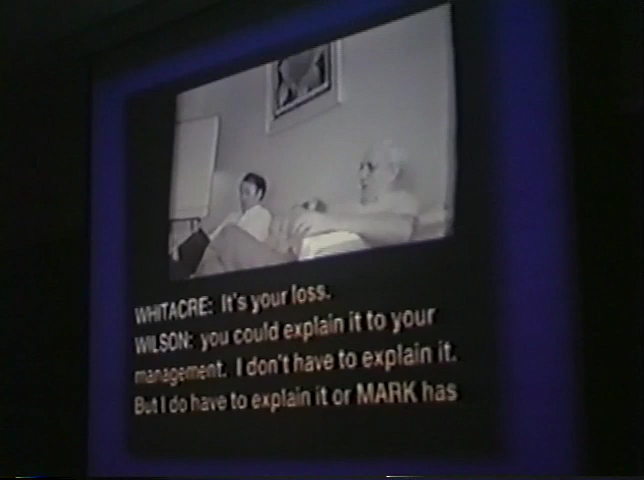 WHITACRE: It's your loss.
WILSON: you could explain it to your
management. I don't have to explain it.
But I do have to explain it or MARK has